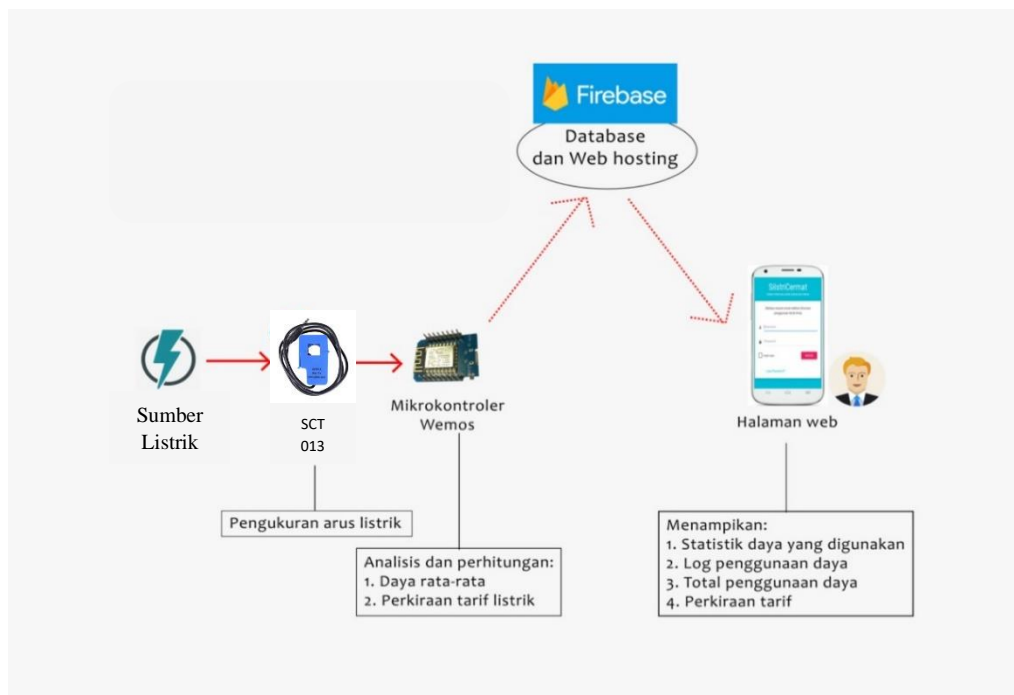 Firebase
Database
dan Web hosting
SilstriCermat
Sumber
Listrik
SCT
013
Mikrokontroler
Wemos
Halaman web
Pengukuran arus listrik
Analisis dan perhitungan:
1. Daya rata-rata
2. Perkiraan tarif listrik
Menampikan:
1. Statistik daya yang digunakan
2. Log penggunaan daya
3. Total penggunaan daya
4. Perkiraan tarif